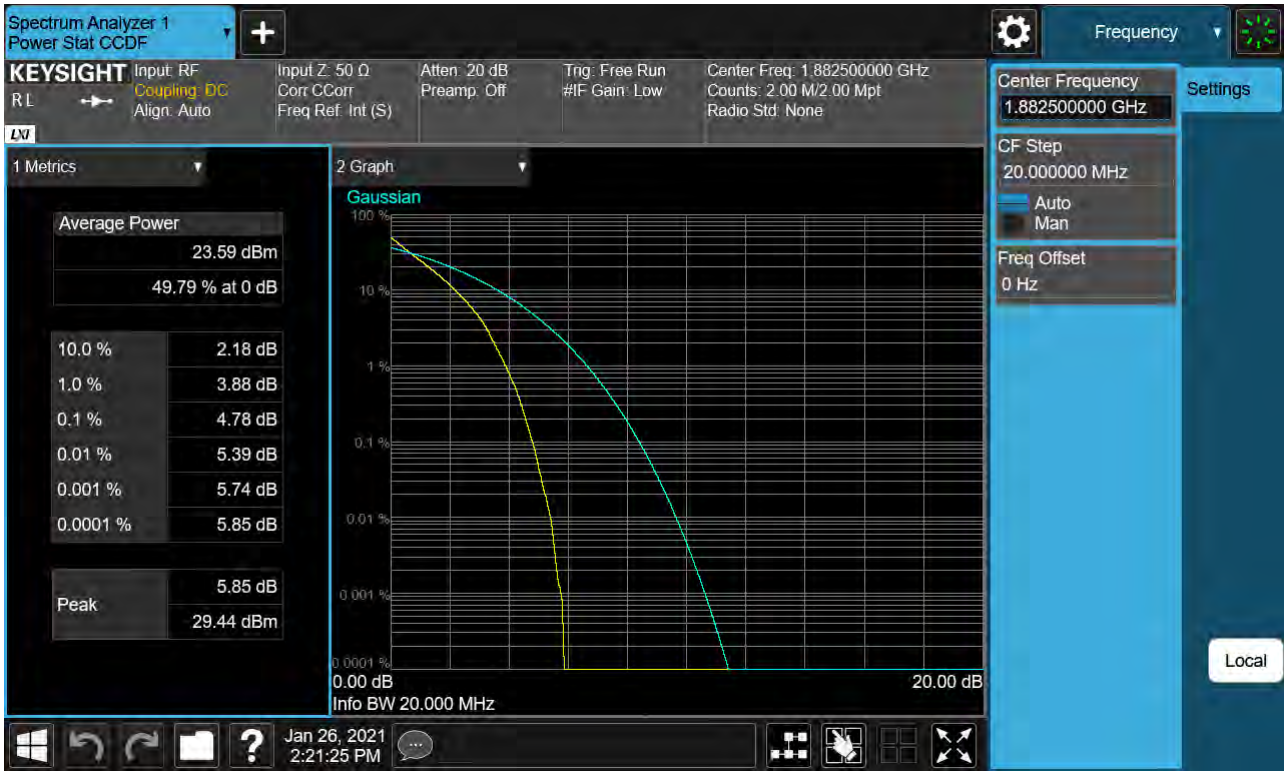 Spectrum Analyzer 1
Power Stat CCDF
Frequency
KEYSIGHT
R L
LXI
Input: RF
Coupling: DC
Align: Auto
Input Z: 50 Ω
Corr CCorr
Freq Ref: Int (S)
Atten: 20 dB
Preamp: Off
Trig: Free Run
#IF Gain: Low
Center Freq: 1.882500000 GHz
Counts: 2.00 M/2.00 Mpt
Radio Std: None
Center Frequency
1.882500000 GHz
CF Step
20.000000 MHz
Auto
Man
Freq Offset
0 Hz
Settings
Local
1 Metrics
Average Power
23.59 dBm
49.79 % at 0 dB
10.0 % 2.18 dB
1.0 % 3.88 dB
0.1 % 4.78 dB
0.01 % 5.39 dB
0.001 % 5.74 dB
0.0001 % 5.85 dB
Peak
5.85 dB
29.44 dBm
2 Graph
Gaussian
100 %
10 %
1 %
0.1 %
0.01 %
0.001 %
0.0001 %
0.00 dB 20.00 dB
Info BW 20.000 MHz
?
Jan 26, 2021
2:21:25 PM